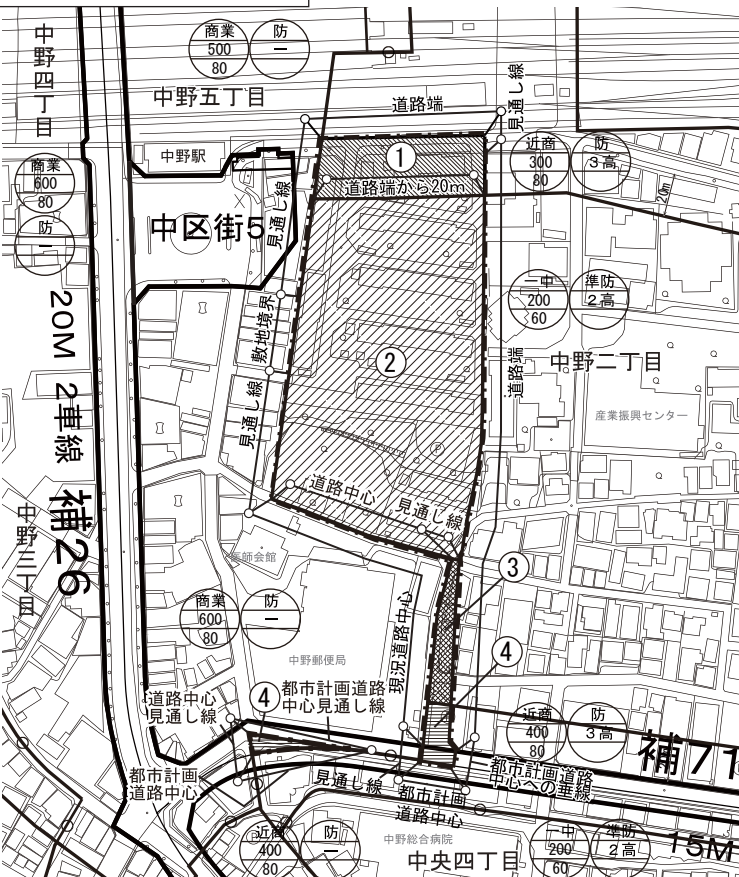 中野四丁目
商業
500
80
防
―
中野五丁目
道路端
見通し線
中野駅
①
近商
300
80
防
3高
商業
600
80
防
―
道路端から20m
20m
中区街5
見通し線
一中
200
60
準防
2高
敷地境界
20M 2車線 補26
②
道路端
中野二丁目
見通し線
産業振興センター
P
道路中心
見通し線
中野三丁目
医師会館
③
商業
600
80
防
―
現況道路中心
中野郵便局
④
④
都市計画道路
中心見通し線
道路中心
見通し線
近商
400
80
防
3高
補71
都市計画
道路中心
見通し線
都市計画道路
中心への垂線
都市計画
道路中心
15M
近商
400
80
防
―
中野総合病院
中央四丁目
一中
200
60
準防
2高